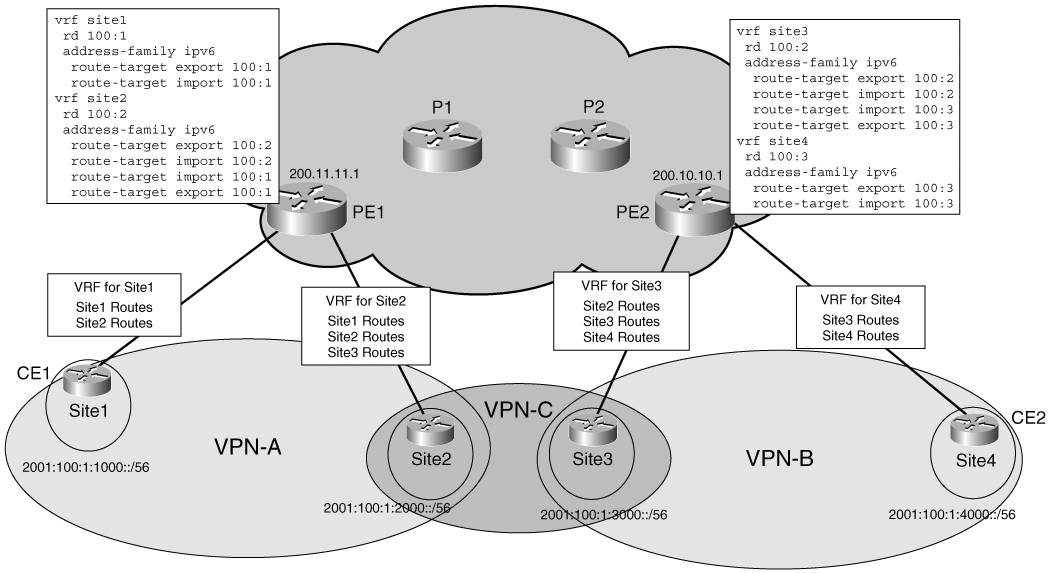 vrf site1
rd 100:1
address-family ipv6
route-target export 100:1
route-target import 100:1
vrf site2
rd 100:2
address-family ipv6
route-target export 100:2
route-target import 100:2
route-target import 100:1
route-target export 100:1
vrf site3
rd 100:2
address-family ipv6
route-target export 100:2
route-target import 100:2
route-target import 100:3
route-target export 100:3
vrf site4
rd 100:3
address-family ipv6
route-target export 100:3
route-target import 100:3
P1
P2
200.11.11.1
PE1
200.10.10.1
PE2
VRF for Site1
Site1 Routes
Site2 Routes
VRF for Site2
Site1 Routes
Site2 Routes
Site3 Routes
VRF for Site3
Site2 Routes
Site3 Routes
Site4 Routes
VRF for Site4
Site3 Routes
Site4 Routes
CE1
Site1
2001:100:1:1000::/56
VPN-A
Site2
2001:100:1:2000::/56
VPN-C
Site3
2001:100:1:3000::/56
VPN-B
CE2
Site4
2001:100:1:4000::/56